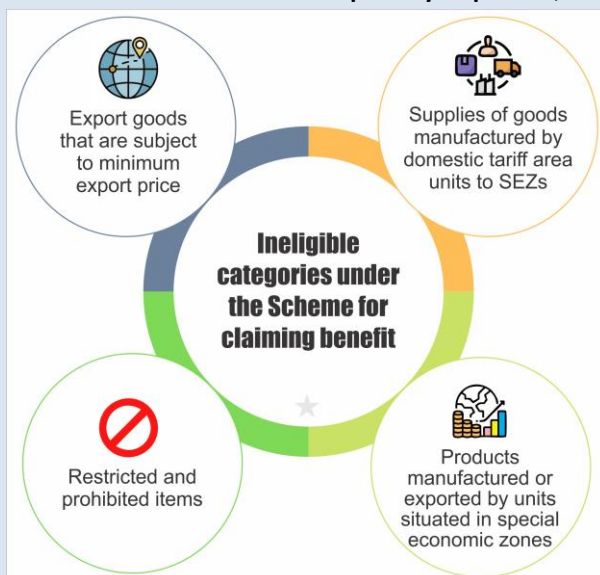 Export goods
that are subject
to minimum
export price
Supplies of goods
manufactured by
domestic tariff area
units to SEZs
Ineligible
categories under
the Scheme for
claiming benefit
Restricted and
prohibited items
Products
manufactured or
exported by units
situated in special
economic zones